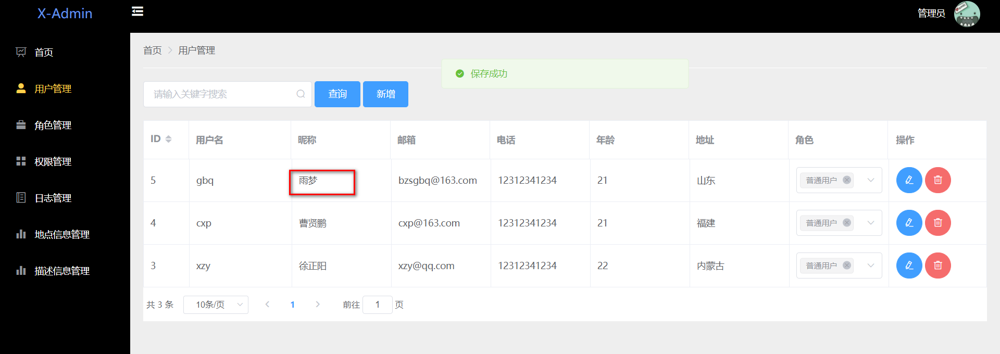 X-Admin
管理员
首页
用户管理
角色管理
权限管理
日志管理
地点信息管理
描述信息管理
首页 > 用户管理
保存成功
请输入关键字搜索 查询 新增
ID 用户名 昵称 邮箱 电话 年龄 地址 角色 操作
5 gbq 雨梦 bzsgbq@163.com 12312341234 21 山东 普通用户
4 cxp 曹贤鹏 cxp@163.com 12312341234 21 福建 普通用户
3 xzy 徐正阳 xzy@qq.com 12312341234 22 内蒙古 普通用户
共 3 条 10条/页 < 1 > 前往 1 页